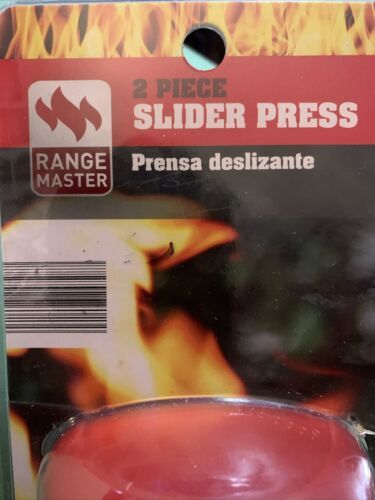 2 PIECE
SLIDER PRESS
Prensa deslizante
RANGE
MASTER